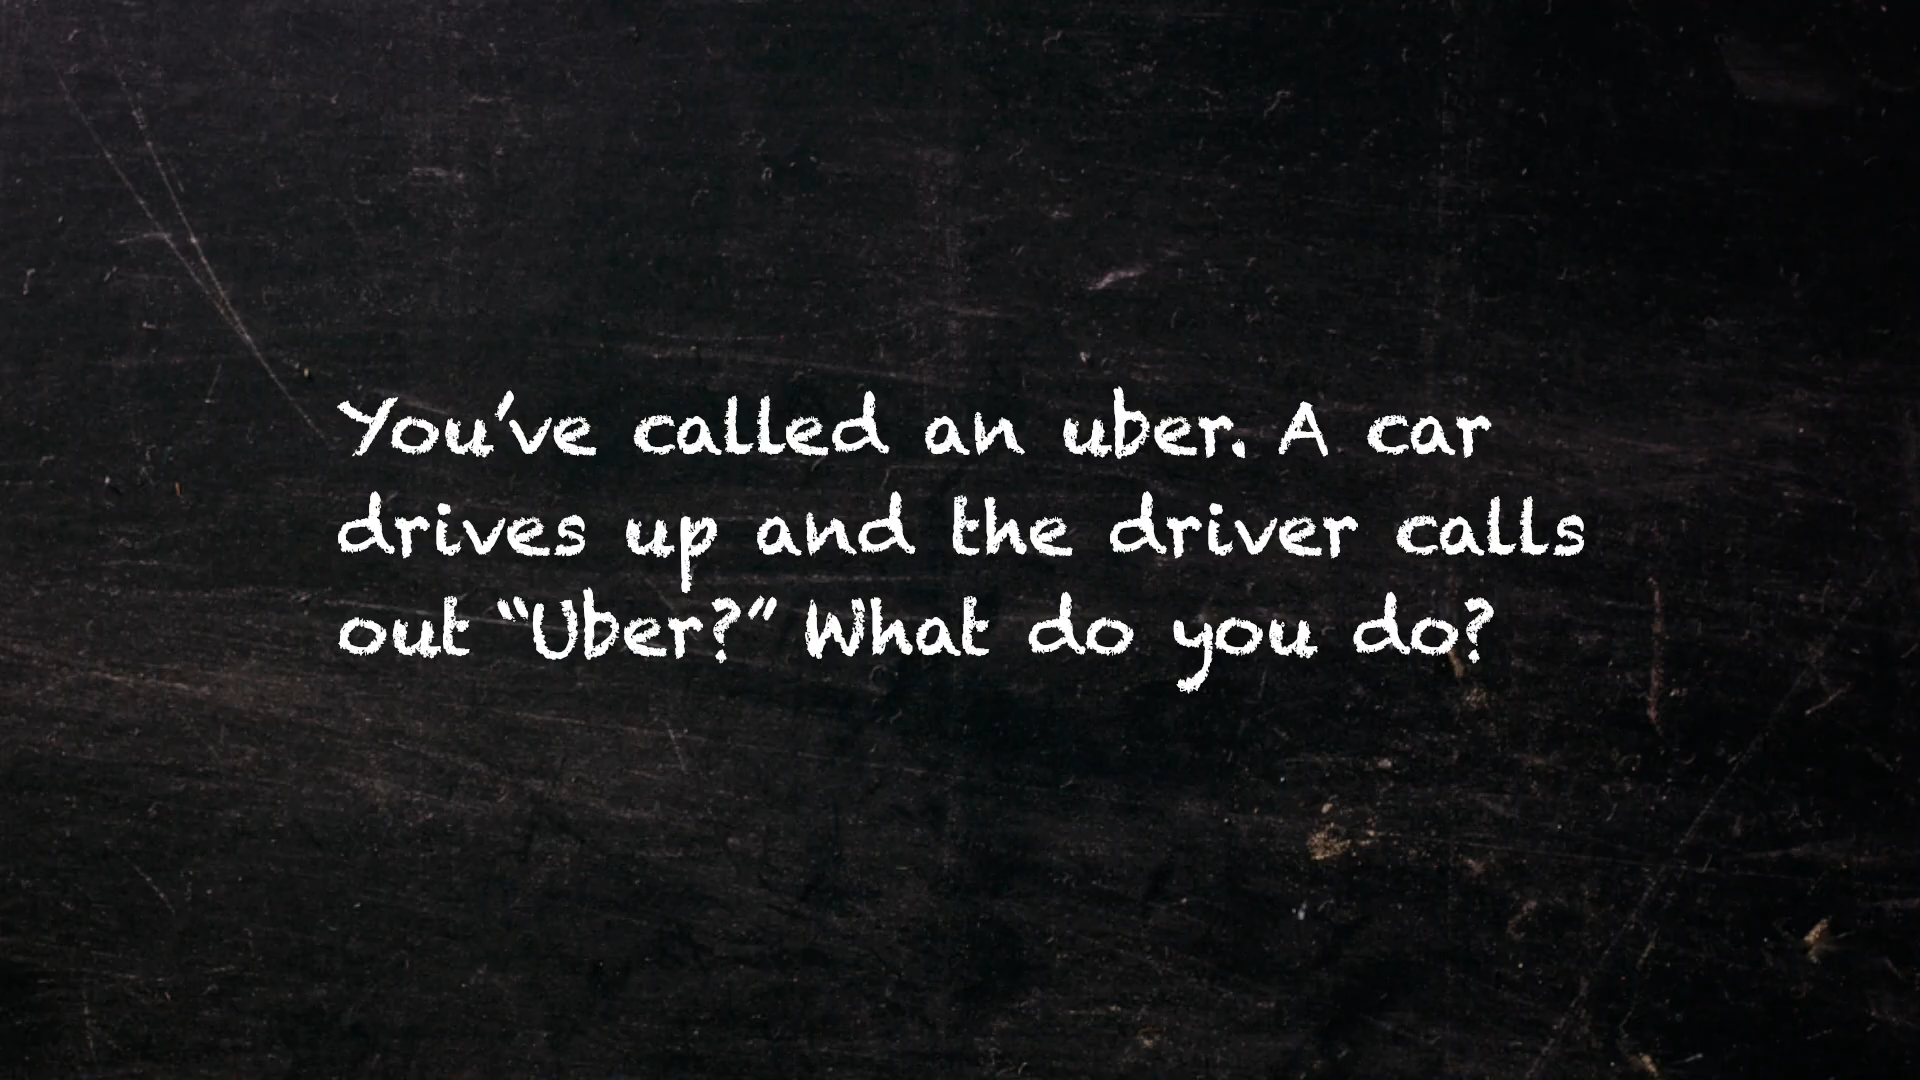 You've called an uber. A car
drives up and the driver calls
out “Uber?” What do you do?